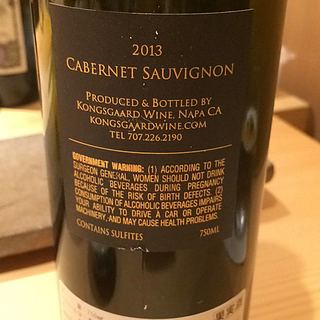 2013
CABERNET SAUVIGNON
PRODUCED & BOTTLED BY
KONGSGAARD WINE, NAPA CA
KONGSGAARDWINE.COM
TEL 707.226.2190
GOVERNMENT WARNING: (1) ACCORDING TO THE
SURGEON GENERAL, WOMEN SHOULD NOT DRINK
ALCOHOLIC BEVERAGES DURING PREGNANCY
BECAUSE OF THE RISK OF BIRTH DEFECTS. (2)
CONSUMPTION OF ALCOHOLIC BEVERAGES IMPAIRS
YOUR ABILITY TO DRIVE A CAR OR OPERATE
MACHINERY, AND MAY CAUSE HEALTH PROBLEMS.
CONTAINS SULFITES 750ML
果実酒